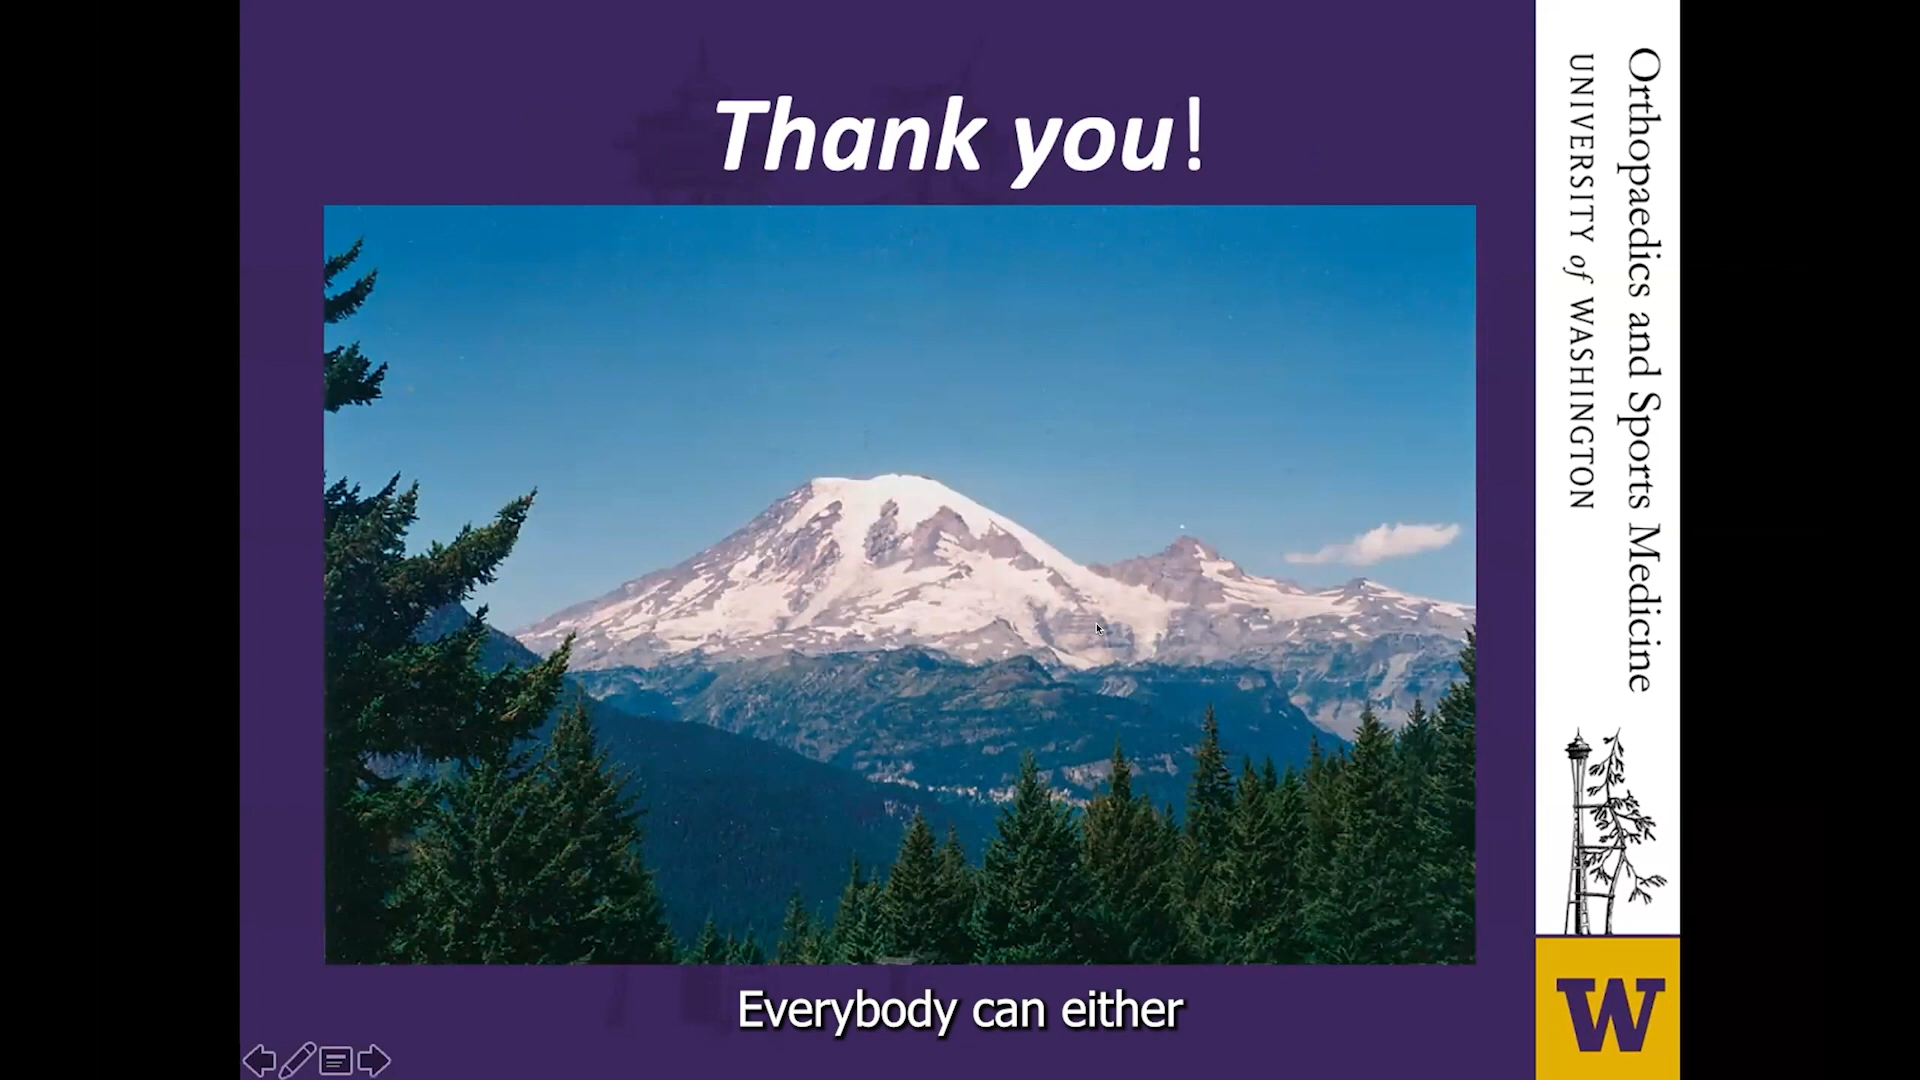 Thank you!
Orthopaedics and Sports Medicine
UNIVERSITY of WASHINGTON
W
Everybody can either